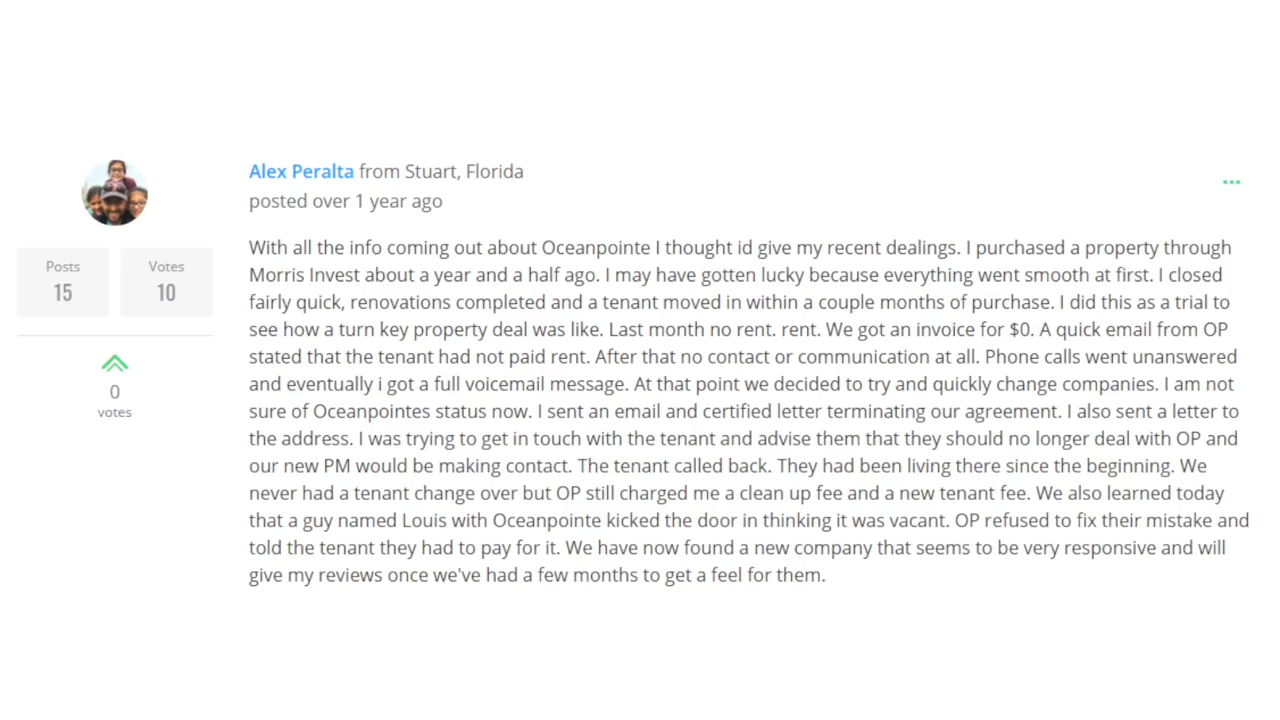 Alex Peralta from Stuart, Florida
posted over 1 year ago
Posts
15
Votes
10
0
votes
With all the info coming out about Oceanpointe I thought id give my recent dealings. I purchased a property through
Morris Invest about a year and a half ago. I may have gotten lucky because everything went smooth at first. I closed
fairly quick, renovations completed and a tenant moved in within a couple months of purchase. I did this as a trial to
see how a turn key property deal was like. Last month no rent. rent. We got an invoice for $0. A quick email from OP
stated that the tenant had not paid rent. After that no contact or communication at all. Phone calls went unanswered
and eventually i got a full voicemail message. At that point we decided to try and quickly change companies. I am not
sure of Oceanpointes status now. I sent an email and certified letter terminating our agreement. I also sent a letter to
the address. I was trying to get in touch with the tenant and advise them that they should no longer deal with OP and
our new PM would be making contact. The tenant called back. They had been living there since the beginning. We
never had a tenant change over but OP still charged me a clean up fee and a new tenant fee. We also learned today
that a guy named Louis with Oceanpointe kicked the door in thinking it was vacant. OP refused to fix their mistake and
told the tenant they had to pay for it. We have now found a new company that seems to be very responsive and will
give my reviews once we've had a few months to get a feel for them.